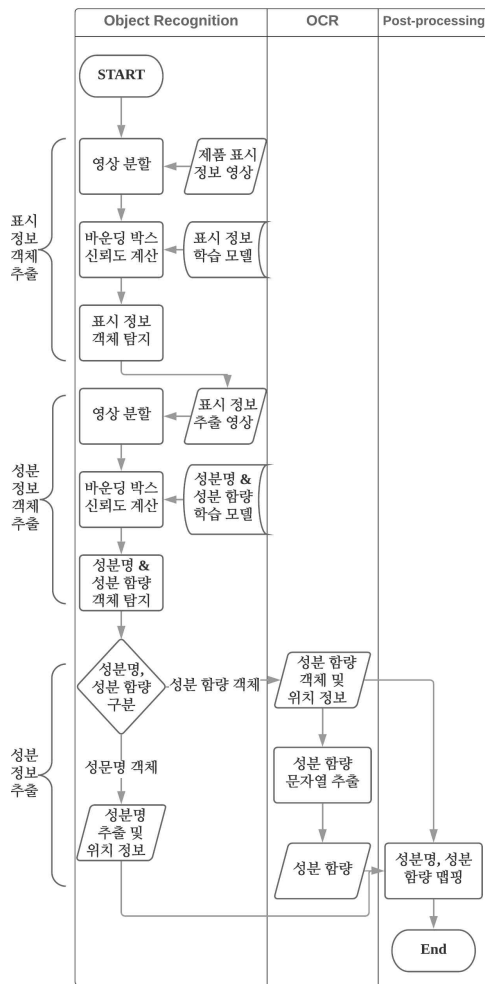 Object Recognition
OCR
Post-processing
START
표시
정보
객체
추출
영상 분할
제품 표시
정보 영상
바운딩 박스
신뢰도 계산
표시 정보
학습 모델
표시 정보
객체 탐지
성분
정보
객체
추출
영상 분할
표시 정보
추출 영상
바운딩 박스
신뢰도 계산
성분명 &
성분 함량
학습 모델
성분명 &
성분 함량
객체 탐지
성분
정보
추출
성분명,
성분 함량
구분
성분 함량 객체
성분 함량
객체 및
위치 정보
성문명 객체
성분 함량
문자열 추출
성분명
추출 및
위치 정보
성분 함량
성분명, 성분
함량 맵핑
End